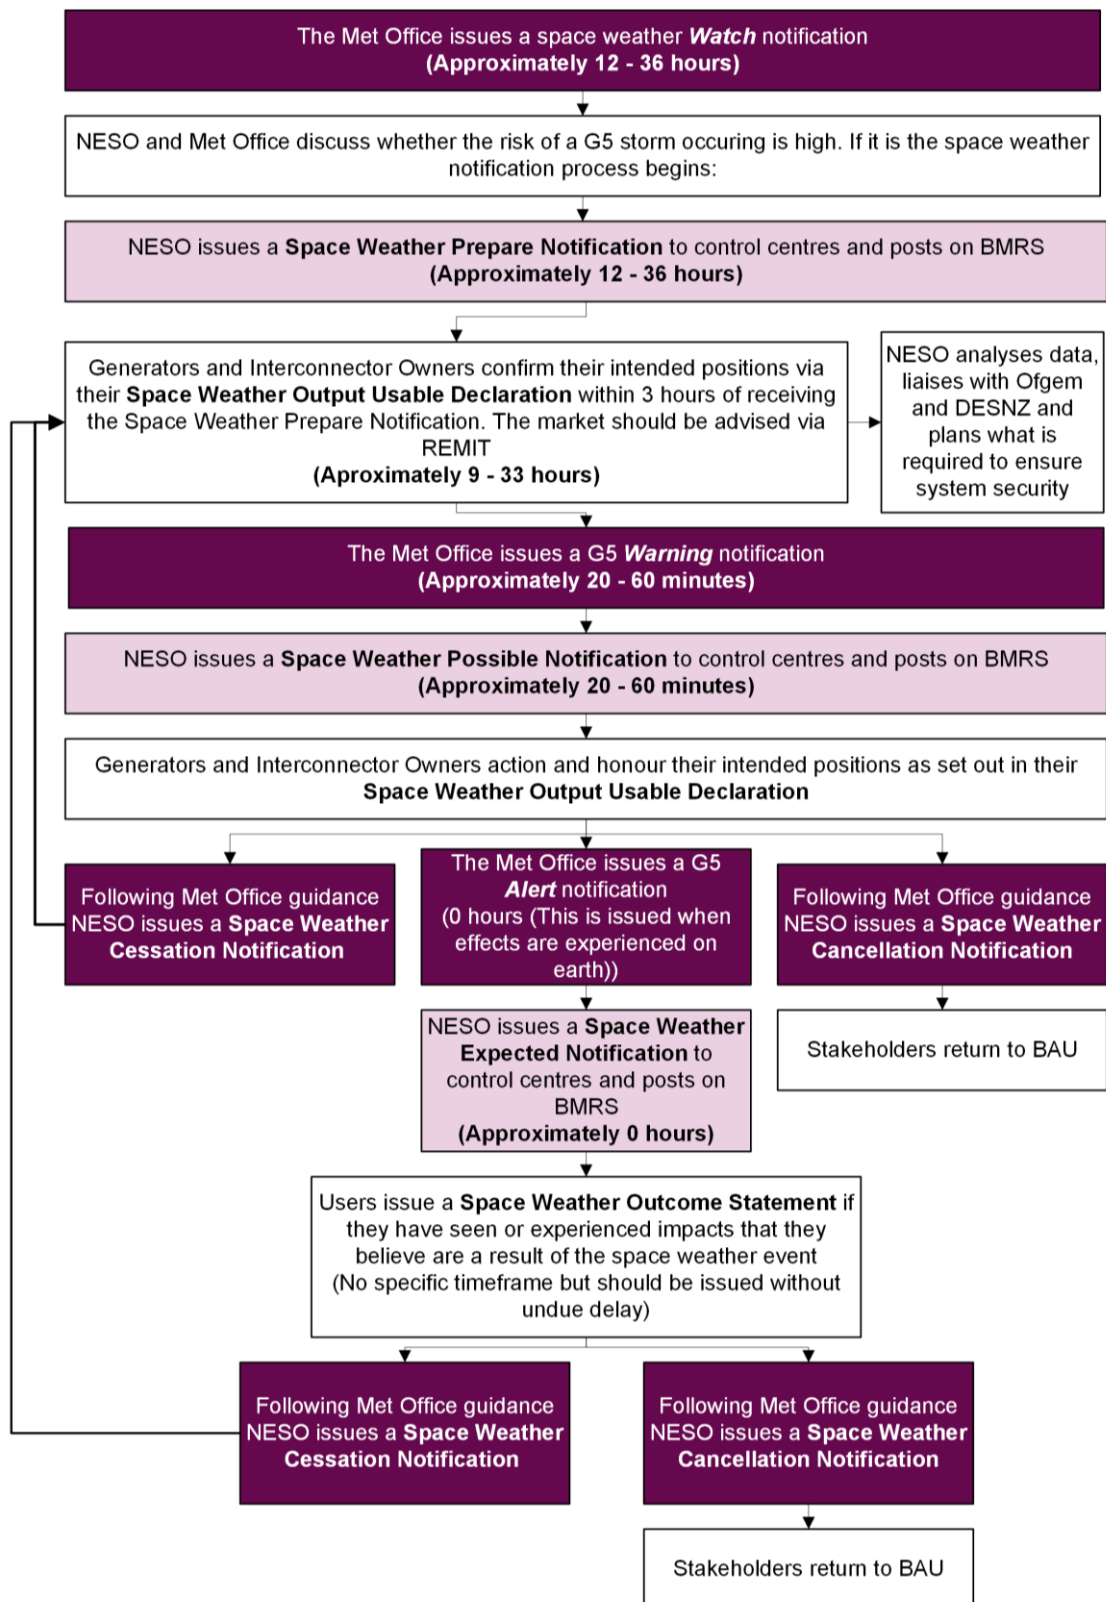 The Met Office issues a space weather Watch notification
(Approximately 12 - 36 hours)
NESO and Met Office discuss whether the risk of a G5 storm occuring is high. If it is the space weather
notification process begins:
NESO issues a Space Weather Prepare Notification to control centres and posts on BMRS
(Approximately 12 - 36 hours)
Generators and Interconnector Owners confirm their intended positions via
their Space Weather Output Usable Declaration within 3 hours of receiving
the Space Weather Prepare Notification. The market should be advised via
REMIT
(Aproximately 9 - 33 hours)
NESO analyses data,
liaises with Ofgem
and DESNZ and
plans what is
required to ensure
system security
The Met Office issues a G5 Warning notification
(Approximately 20 - 60 minutes)
NESO issues a Space Weather Possible Notification to control centres and posts on BMRS
(Approximately 20 - 60 minutes)
Generators and Interconnector Owners action and honour their intended positions as set out in their
Space Weather Output Usable Declaration
Following Met Office guidance
NESO issues a Space Weather
Cessation Notification
The Met Office issues a G5
Alert notification
(0 hours (This is issued when
effects are experienced on
earth))
Following Met Office guidance
NESO issues a Space Weather
Cancellation Notification
NESO issues a Space Weather
Expected Notification to
control centres and posts on
BMRS
(Approximately 0 hours)
Stakeholders return to BAU
Users issue a Space Weather Outcome Statement if
they have seen or experienced impacts that they
believe are a result of the space weather event
(No specific timeframe but should be issued without
undue delay)
Following Met Office guidance
NESO issues a Space Weather
Cessation Notification
Following Met Office guidance
NESO issues a Space Weather
Cancellation Notification
Stakeholders return to BAU